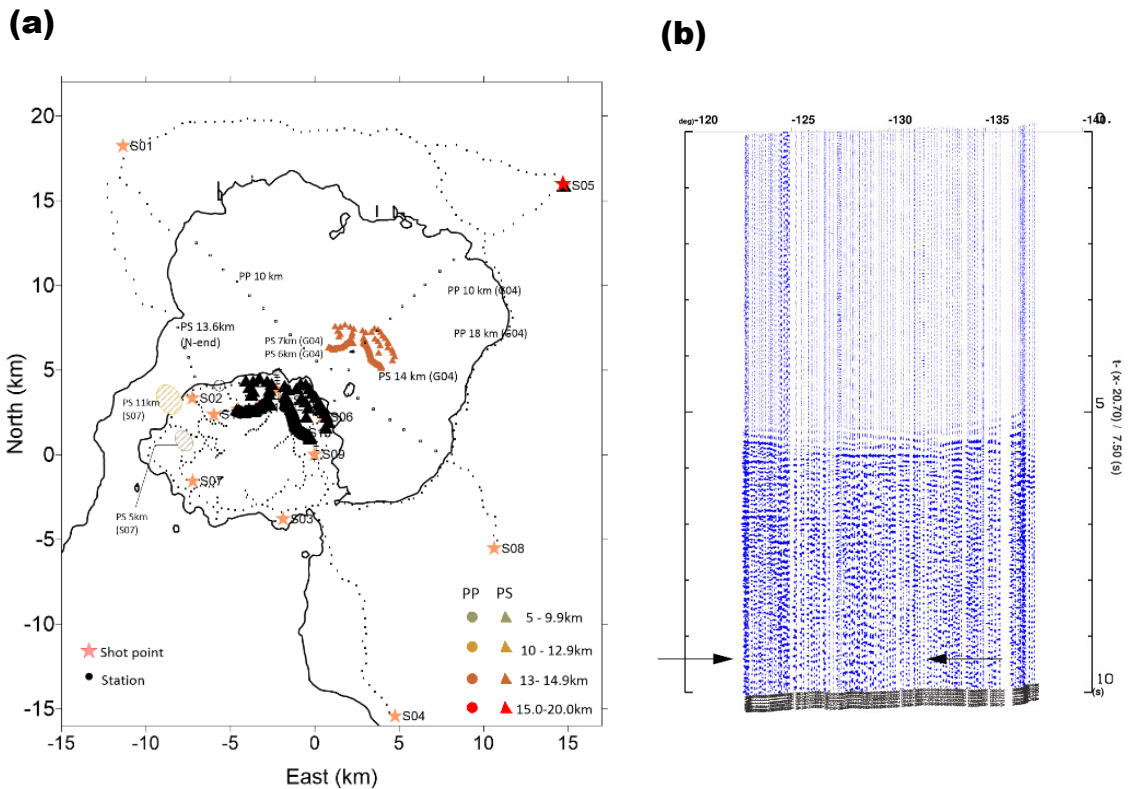 (a)
(b)
deg)-120
-125
-130
-135
-140
20
15
10
5
0
-5
-10
-15
North (km)
-15
-10
-5
0
5
10
15
East (km)
S01
S05
PP 10 km
PP 10 km (G04)
PS 13.6km
(N-end)
PP 18 km (G04)
PS 7km (G04)
PS 6km (G04)
PS 14 km (G04)
PS 11km
(S07)
S02
S06
S09
S07
PS 5km
(S07)
S03
S08
S04
PP PS
5 - 9.9km
10 - 12.9km
13- 14.9km
15.0-20.0km
Shot point
Station
5
10
(s)
t- (x- 20.70) / 7.50 (s)